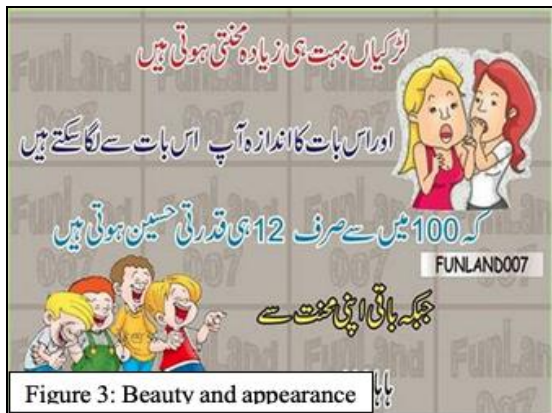 لڑکیاں بہت ہی زیادہ محنتی ہوتی ہیں
اور اس بات کا اندازہ آپ اس بات سے لگا سکتے ہیں
کہ 100 میں سے صرف 12 ہی قدرتی حسین ہوتی ہیں
FUNLAND007
جبکہ باقی اپنی محنت سے
Figure 3: Beauty and appearance